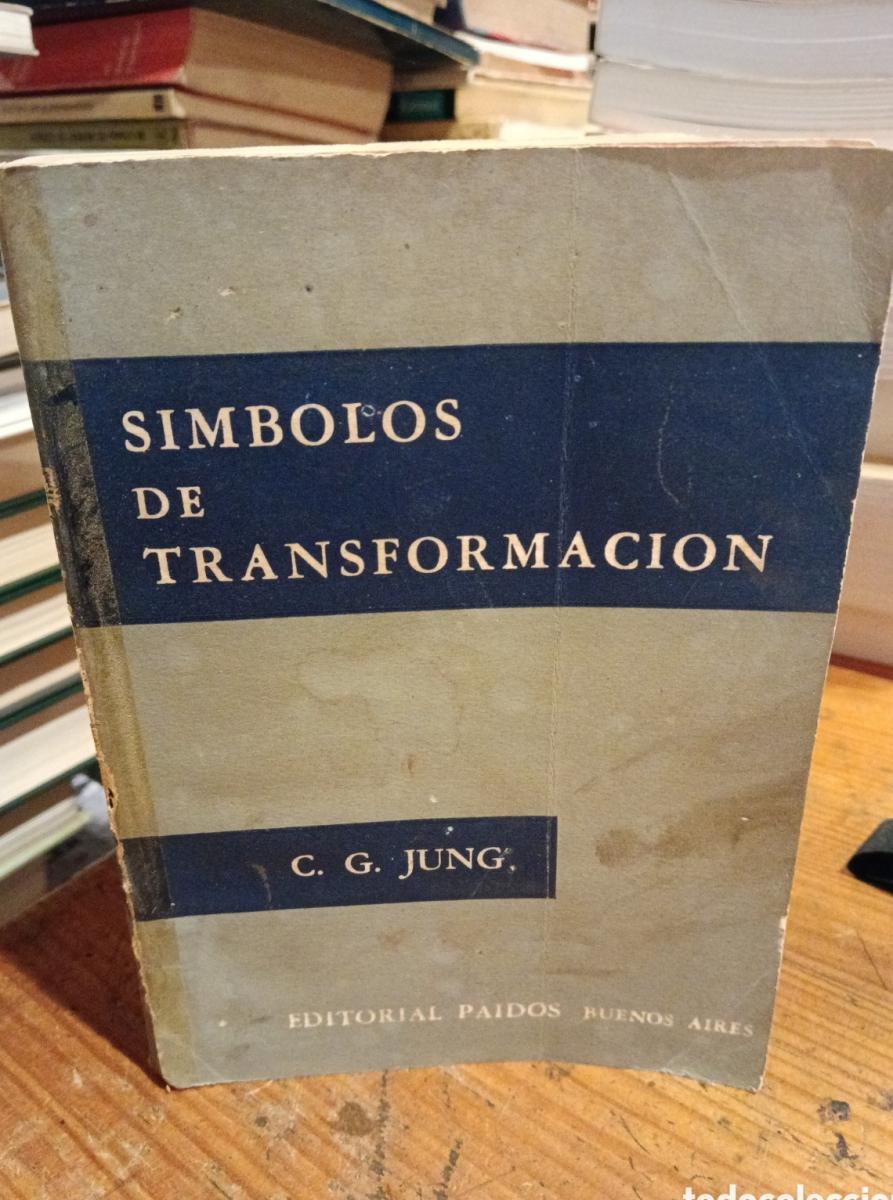 SIMBOLOS
DE
TRANSFORMACION
C. G. JUNG
EDITORIAL PAIDOS BUENOS AIRES